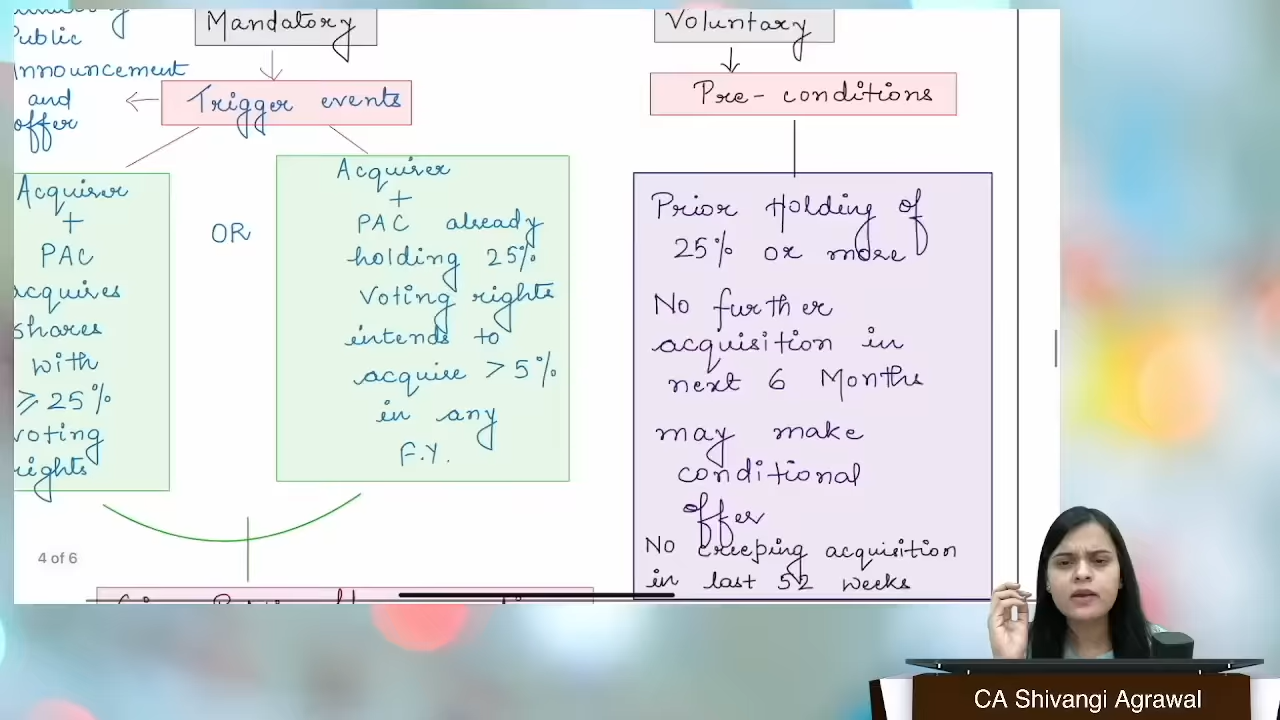 Mandatory
Public
nnouncement
and
offer
Trigger events
Acquirer
+
PAC
acquires
shares
with
≥ 25%
voting
rights
OR
Acquirer
+
PAC already
holding 25%
Voting rights
intends to
acquire > 5%
in any
F.Y.
4 of 6
Voluntary
Pre-conditions
Prior Holding of
25% or more
No further
acquisition in
next 6 Months
may make
conditional
offer
No creeping acquisition
in last 52 weeks
CA Shivangi Agrawal